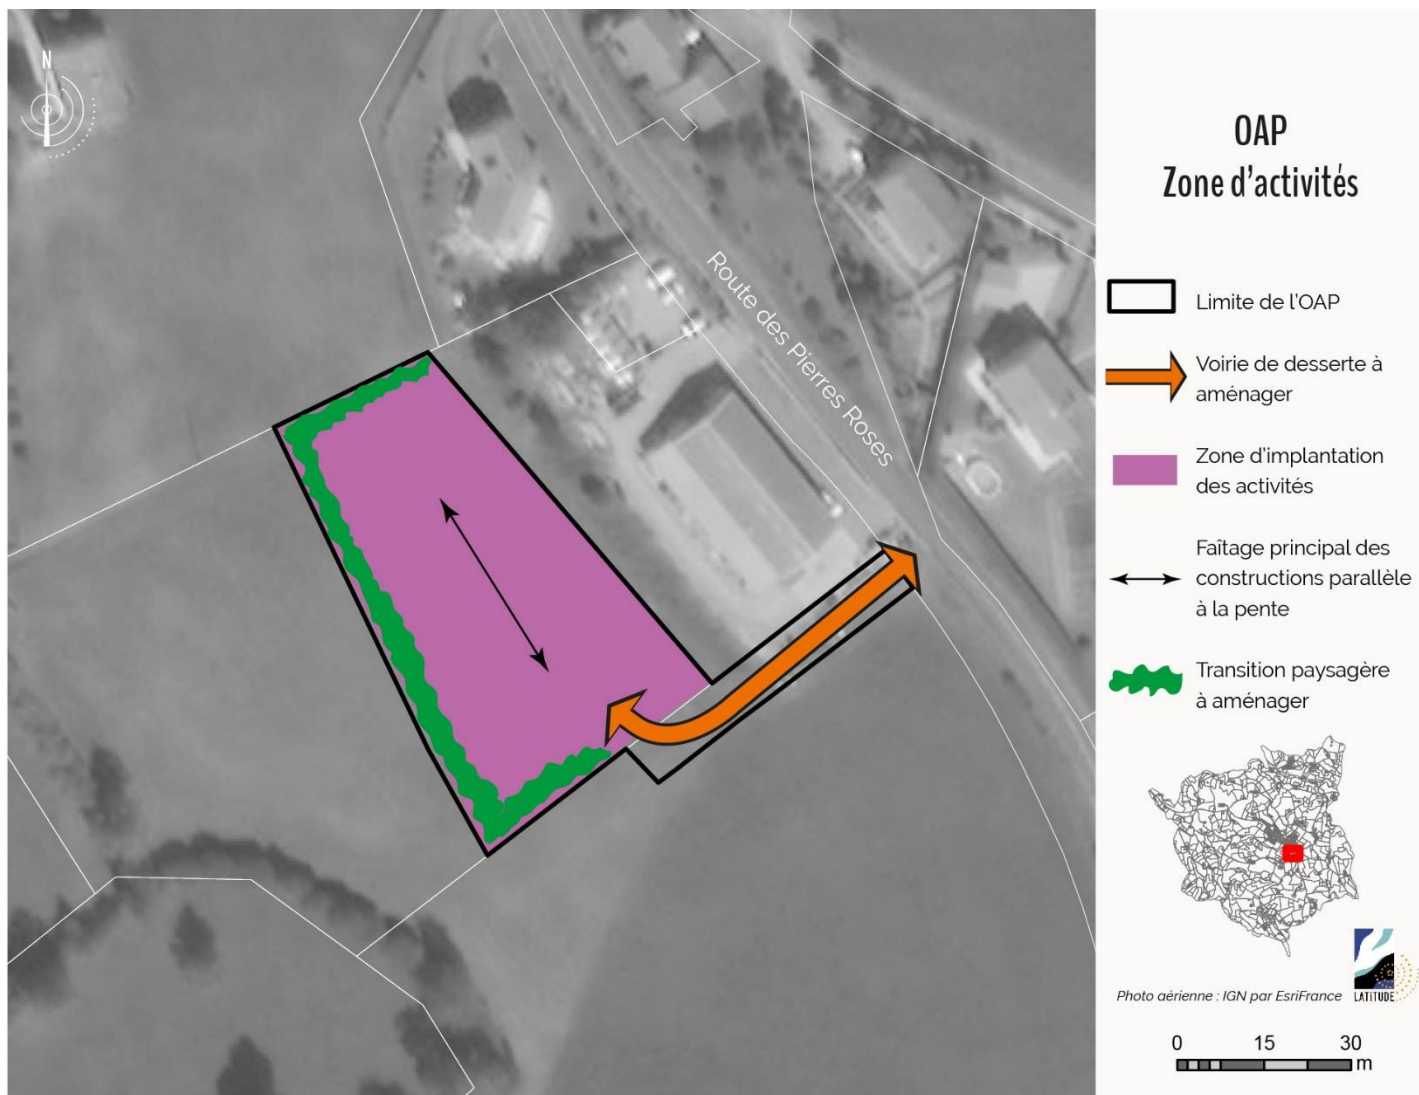 N
Route des Pierres Roses
OAP
Zone d'activités
Limite de l'OAP
Voirie de desserte à
aménager
Zone d'implantation
des activités
Faîtage principal des
constructions parallèle
à la pente
Transition paysagère
à aménager
Photo aérienne : IGN par EsriFrance
LATITUDE
0 15 30
m